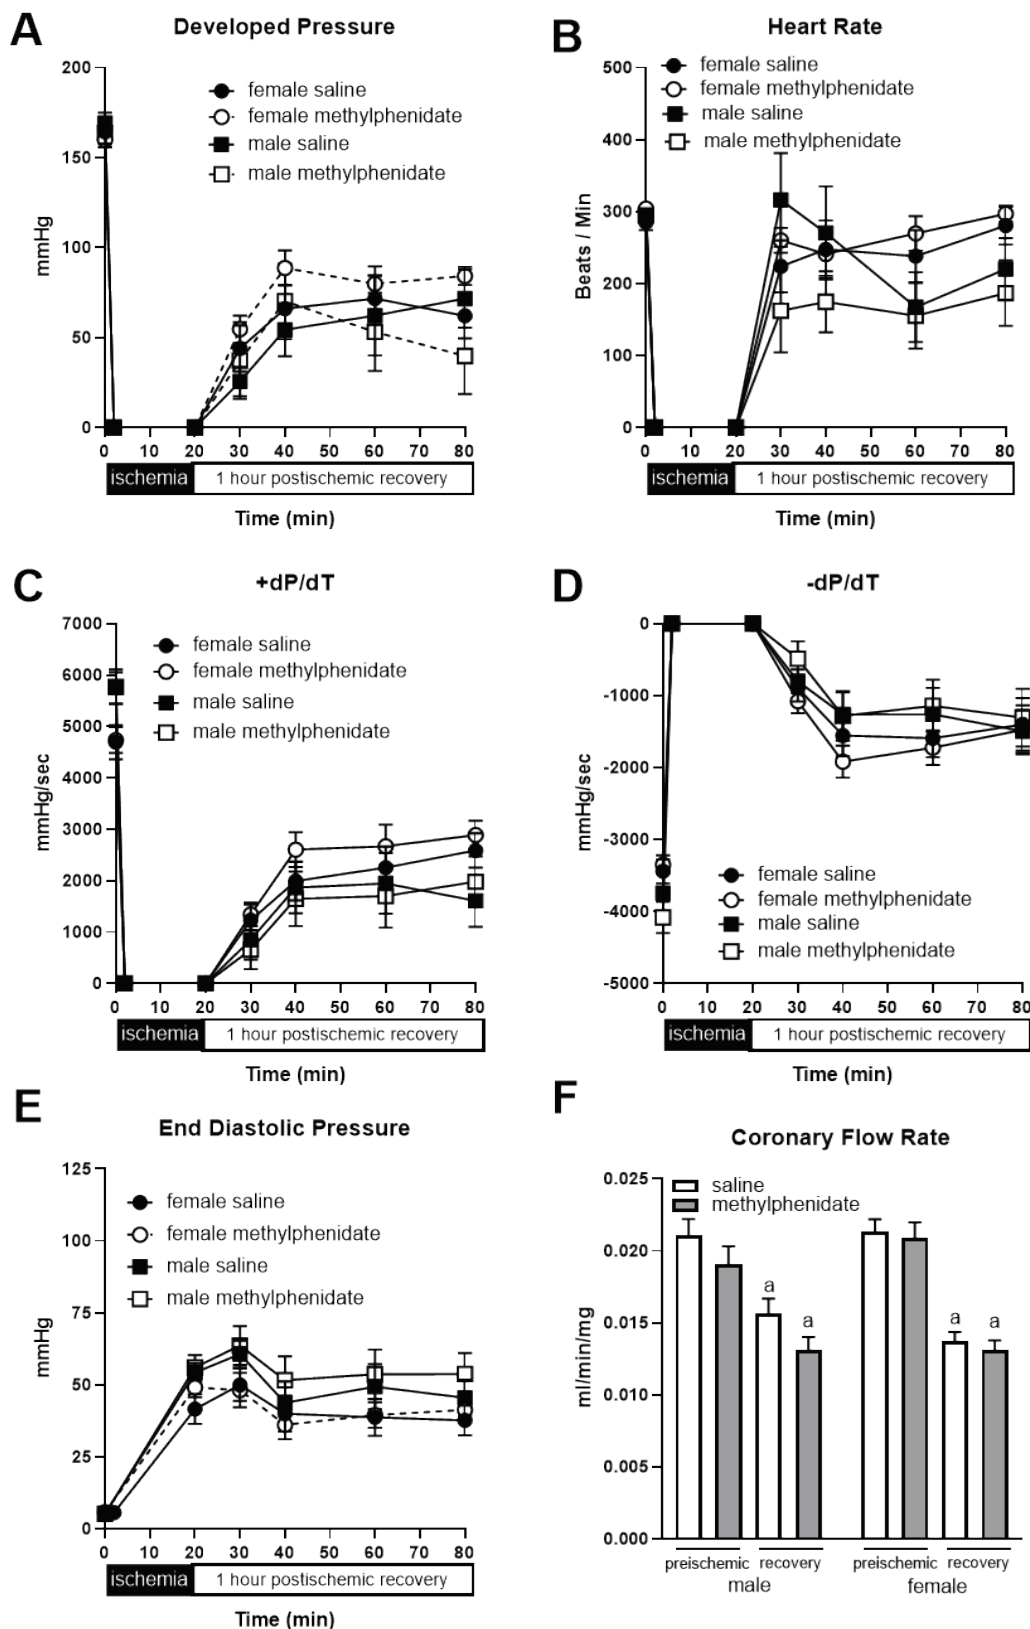 A
Developed Pressure
200
150
100
50
0
mmHg
female saline
female methylphenidate
male saline
male methylphenidate
0 10 20 30 40 50 60 70 80
ischemia
1 hour postischemic recovery
Time (min)
B
Heart Rate
500
400
300
200
100
0
Beats / Min
female saline
female methylphenidate
male saline
male methylphenidate
0 10 20 30 40 50 60 70 80
ischemia
1 hour postischemic recovery
Time (min)
C
+dP/dT
7000
6000
5000
4000
3000
2000
1000
0
mmHg/sec
female saline
female methylphenidate
male saline
male methylphenidate
0 10 20 30 40 50 60 70 80
ischemia
1 hour postischemic recovery
Time (min)
D
-dP/dT
0
-1000
-2000
-3000
-4000
-5000
mmHg/sec
female saline
female methylphenidate
male saline
male methylphenidate
0 10 20 30 40 50 60 70 80
ischemia
1 hour postischemic recovery
Time (min)
E
End Diastolic Pressure
125
100
75
50
25
0
mmHg
female saline
female methylphenidate
male saline
male methylphenidate
0 10 20 30 40 50 60 70 80
ischemia
1 hour postischemic recovery
Time (min)
F
Coronary Flow Rate
0.025
0.020
0.015
0.010
0.005
0.000
ml/min/mg
saline
methylphenidate
a a a a
preischemic recovery preischemic recovery
male female